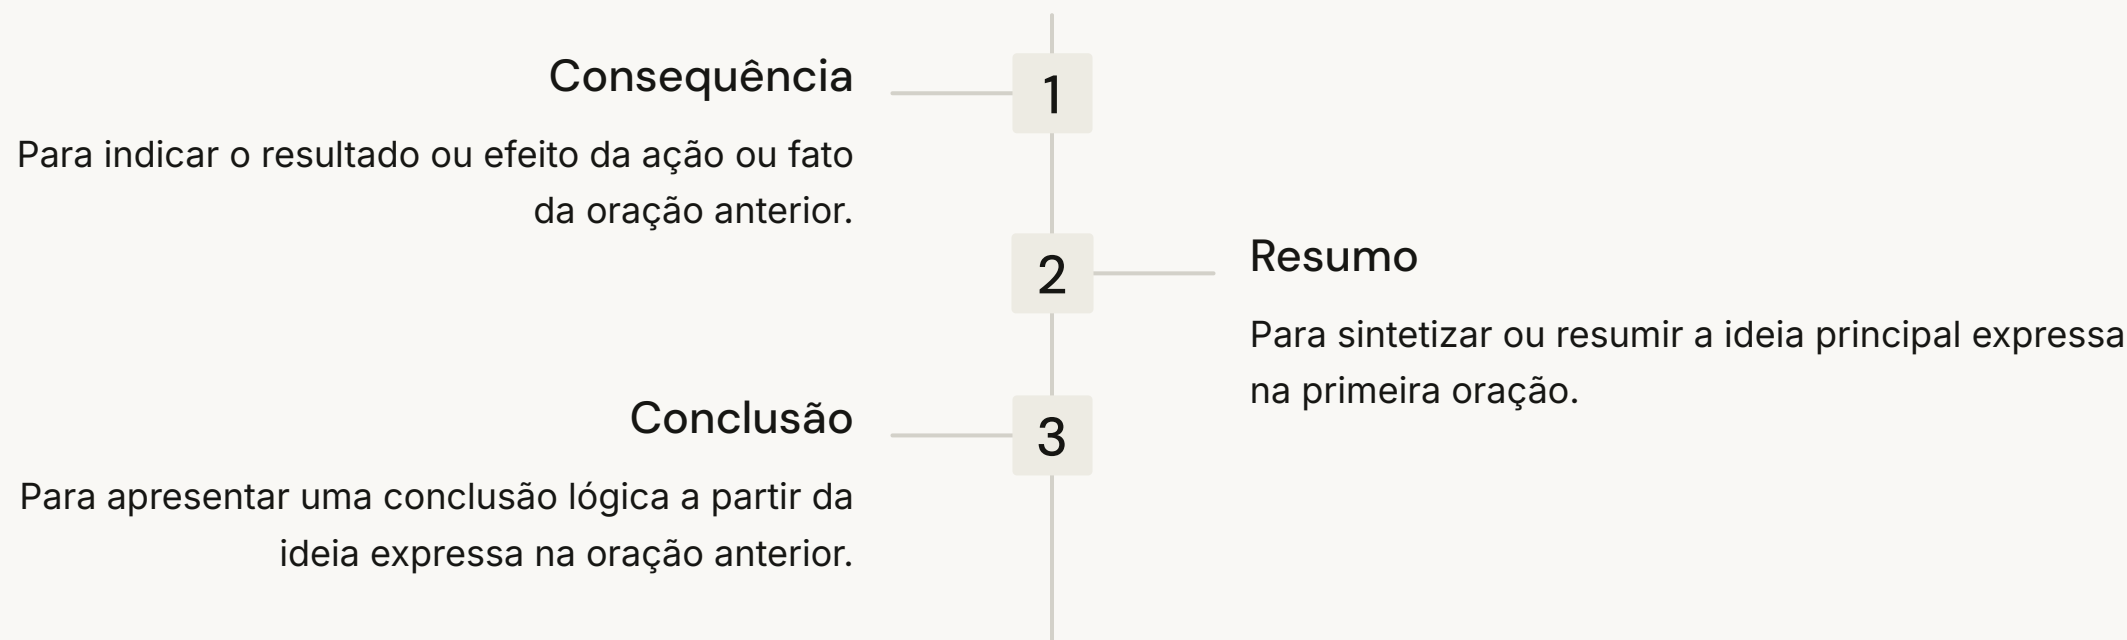 Consequência
1
Para indicar o resultado ou efeito da ação ou fato
da oração anterior.
2
Resumo
Para sintetizar ou resumir a ideia principal expressa
na primeira oração.
Conclusão
3
Para apresentar uma conclusão lógica a partir da
ideia expressa na oração anterior.